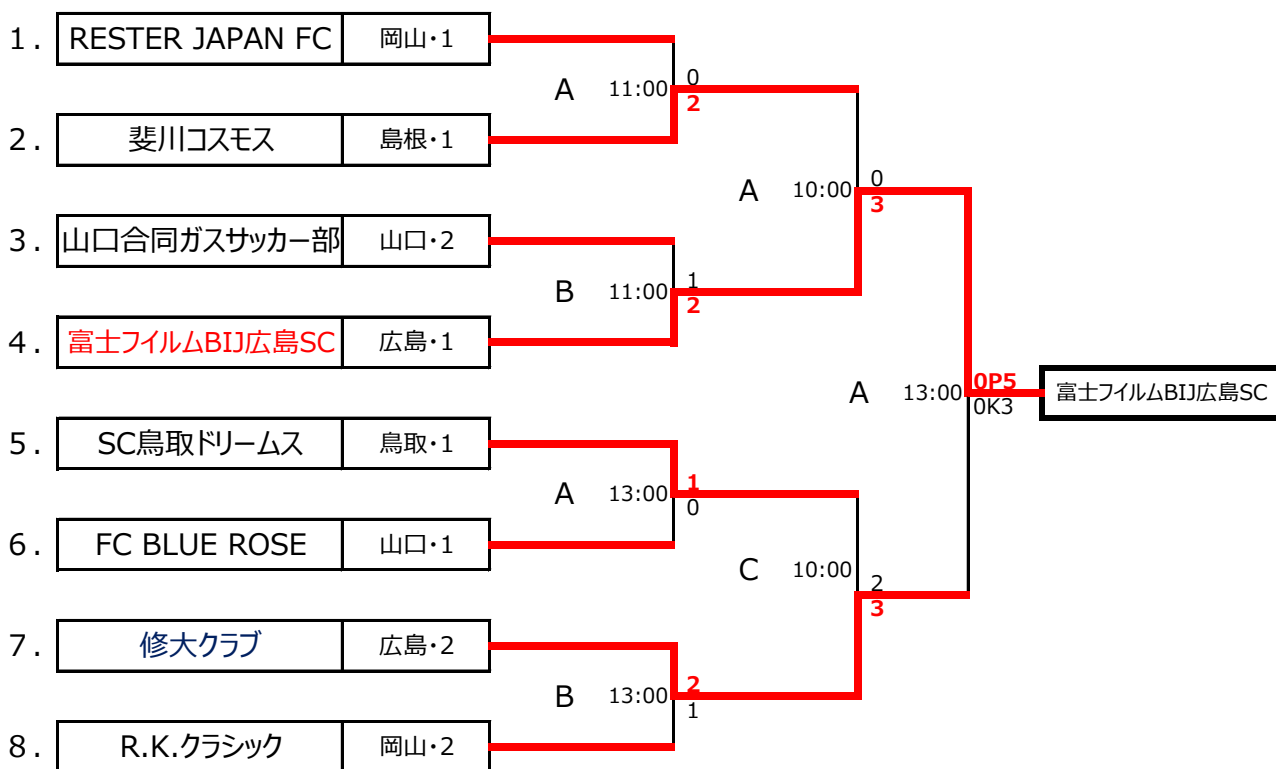 1. RESTER JAPAN FC 岡山・1
A 11:00 0
2
2. 斐川コスモス 島根・1
A 10:00 0
3
3. 山口合同ガスサッカー部 山口・2
B 11:00 1
2
4. 富士フイルムBIJ広島SC 広島・1
A 13:00 0P5
0K3
富士フイルムBIJ広島SC
5. SC鳥取ドリームス 鳥取・1
A 13:00 1
0
6. FC BLUE ROSE 山口・1
C 10:00 2
3
7. 修大クラブ 広島・2
B 13:00 2
1
8. R.K.クラシック 岡山・2